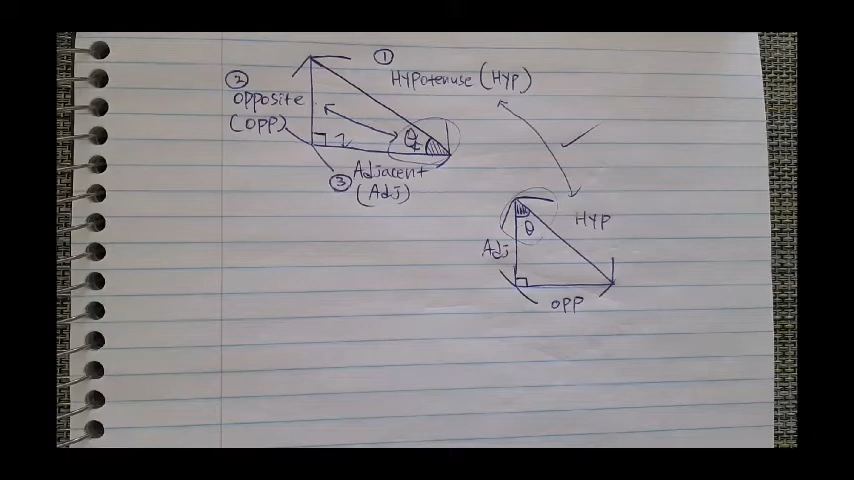 ①
Hypotenuse (HYP)
②
opposite
(OPP)
θ
③ Adjacent
(Adj)
HYP
θ
Adj
OPP